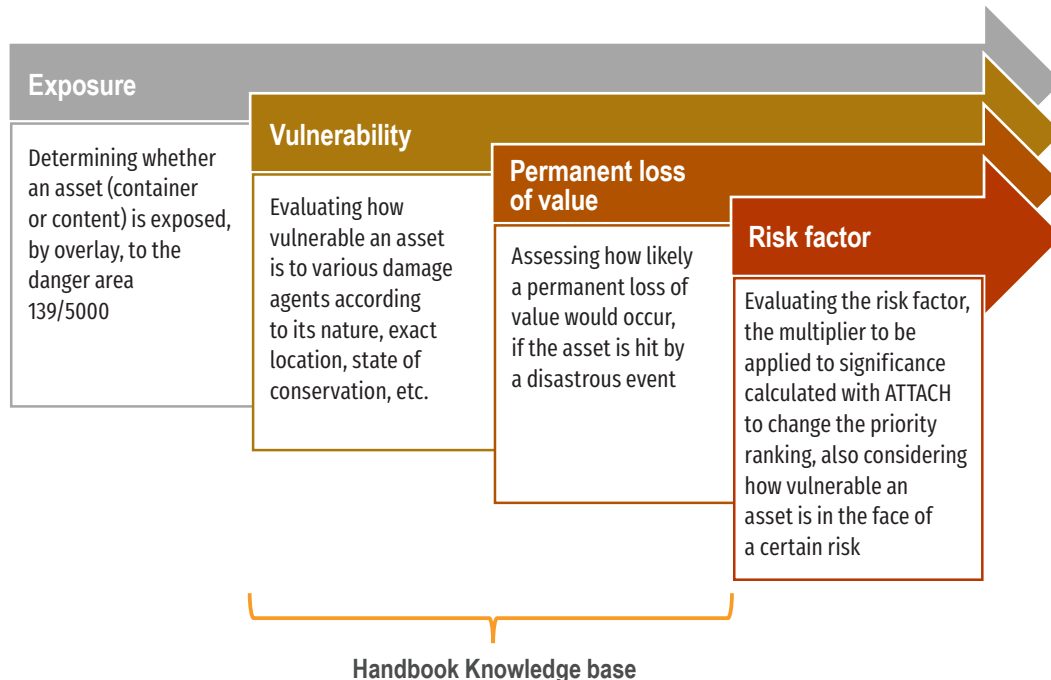 Exposure
Determining whether
an asset (container
or content) is exposed,
by overlay, to the
danger area
139/5000
Vulnerability
Evaluating how
vulnerable an asset
is to various damage
agents according
to its nature, exact
location, state of
conservation, etc.
Permanent loss
of value
Assessing how likely
a permanent loss of
value would occur,
if the asset is hit by
a disastrous event
Risk factor
Evaluating the risk factor,
the multiplier to be
applied to significance
calculated with ATTACH
to change the priority
ranking, also considering
how vulnerable an
asset is in the face of
a certain risk
Handbook Knowledge base